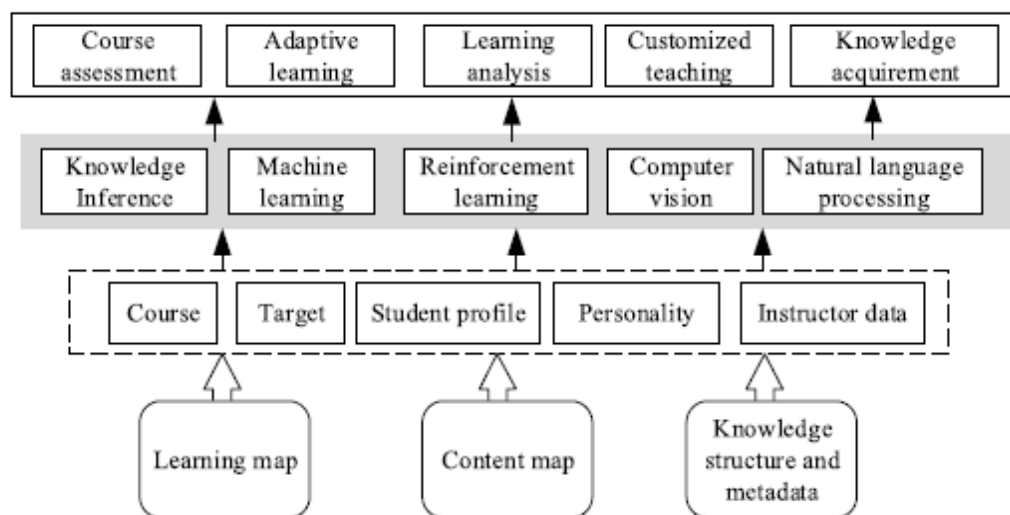 Course
assessment
Adaptive
learning
Learning
analysis
Customized
teaching
Knowledge
acquirement
Knowledge
Inference
Machine
learning
Reinforcement
learning
Computer
vision
Natural language
processing
Course
Target
Student profile
Personality
Instructor data
Learning map
Content map
Knowledge
structure and
metadata